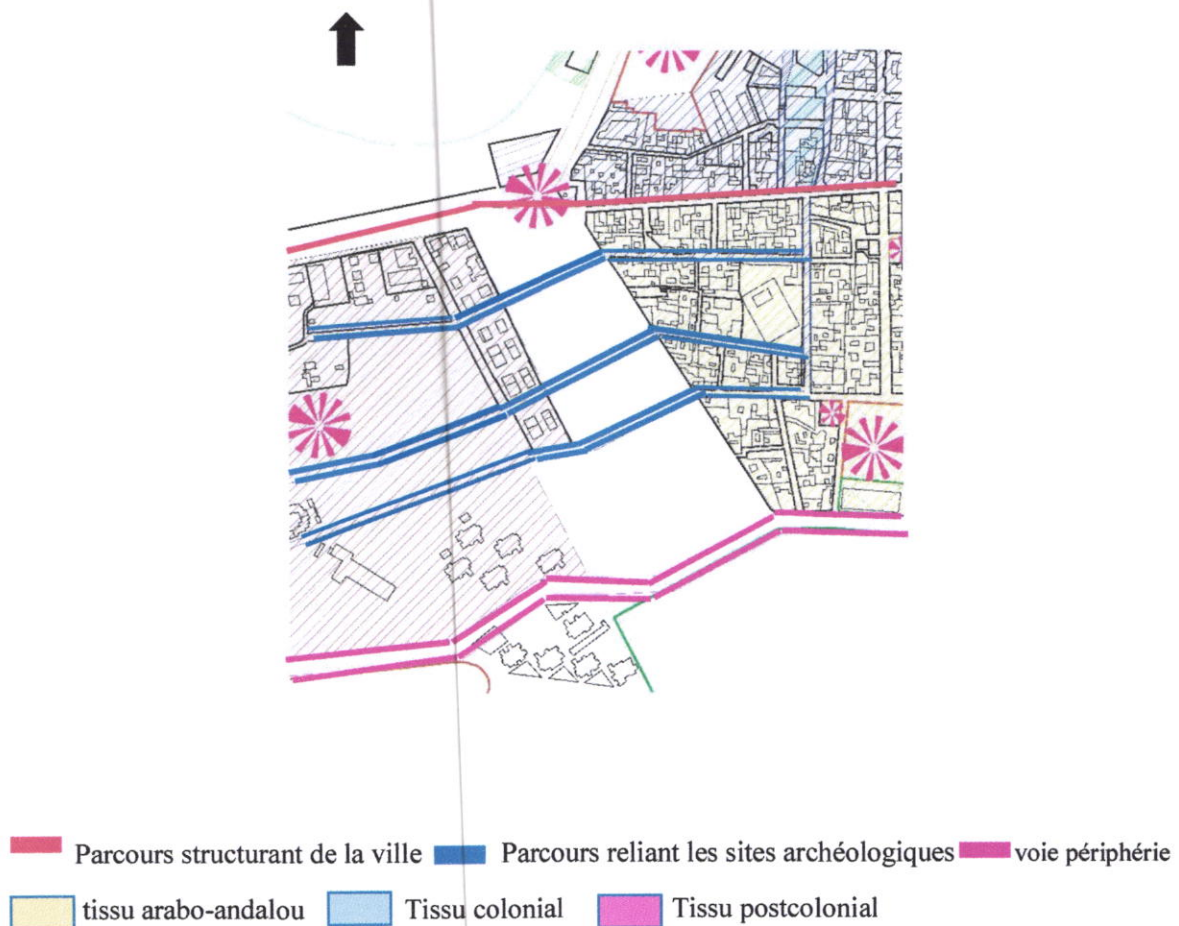 Parcours structurant de la ville Parcours reliant les sites archéologiques voie périphérie
tissu arabo-andalou Tissu colonial Tissu postcolonial